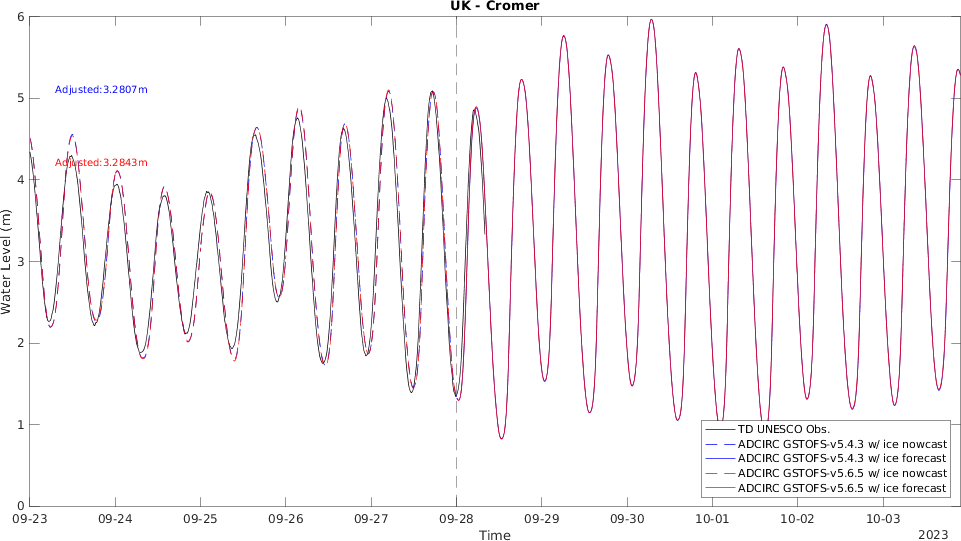 UK - Cromer
6
5
4
3
2
1
0
Water Level (m)
Adjusted:3.2807m
Adjusted:3.2843m
TD UNESCO Obs.
ADCIRC GSTOFS-v5.4.3 w/ ice nowcast
ADCIRC GSTOFS-v5.4.3 w/ ice forecast
ADCIRC GSTOFS-v5.6.5 w/ ice nowcast
ADCIRC GSTOFS-v5.6.5 w/ ice forecast
09-23 09-24 09-25 09-26 09-27 09-28 09-29 09-30 10-01 10-02 10-03
Time
2023